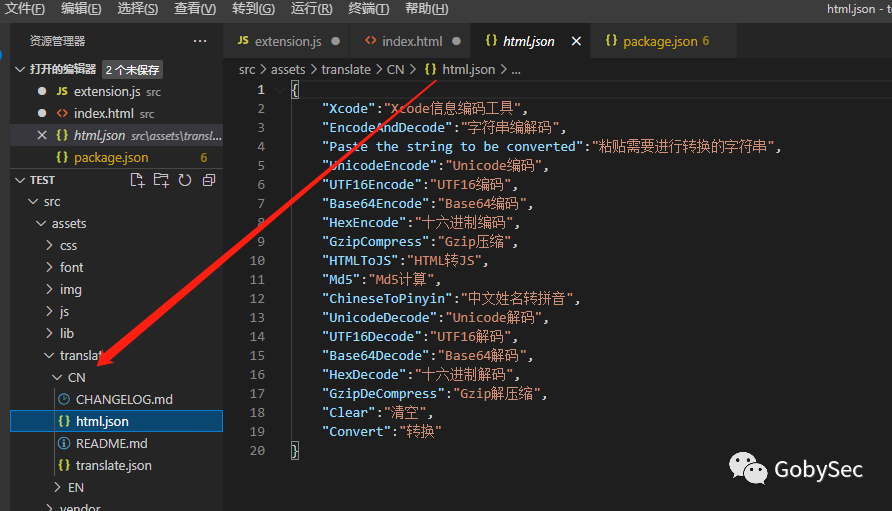 文件(F) 编辑(E) 选择(S) 查看(V) 转到(G) 运行(R) 终端(T) 帮助(H) html.json - te
资源管理器 ···
打开的编辑器 2 个未保存
JS extension.js src
<> index.html src
{} html.json src\assets\transl...
{} package.json 6
TEST
src
assets
css
font
img
js
lib
translat
CN
CHANGELOG.md
{} html.json
README.md
{} translate.json
EN
vendor
JS extension.js <> index.html {} html.json {} package.json 6
src > assets > translate > CN > {} html.json > ...
1 {
2 "Xcode":"Xcode信息编码工具",
3 "EncodeAndDecode":"字符串编解码",
4 "Paste the string to be converted":"粘贴需要进行转换的字符串",
5 "UnicodeEncode":"Unicode编码",
6 "UTF16Encode":"UTF16编码",
7 "Base64Encode":"Base64编码",
8 "HexEncode":"十六进制编码",
9 "GzipCompress":"Gzip压缩",
10 "HTMLToJS":"HTML转JS",
11 "Md5":"Md5计算",
12 "ChineseToPinyin":"中文姓名转拼音",
13 "UnicodeDecode":"Unicode解码",
14 "UTF16Decode":"UTF16解码",
15 "Base64Decode":"Base64解码",
16 "HexDecode":"十六进制解码",
17 "GzipDeCompress":"Gzip解压缩",
18 "Clear":"清空",
19 "Convert":"转换"
20 }
GobySec